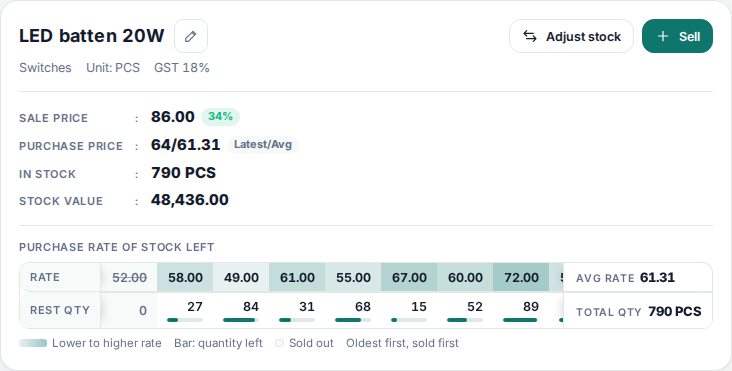 LED batten 20W
Adjust stock
+ Sell
Switches Unit: PCS GST 18%
SALE PRICE : 86.00 34%
PURCHASE PRICE : 64/61.31 Latest/Avg
IN STOCK : 790 PCS
STOCK VALUE : 48,436.00
PURCHASE RATE OF STOCK LEFT
RATE 52.00 58.00 49.00 61.00 55.00 67.00 60.00 72.00 AVG RATE 61.31
REST QTY 0 27 84 31 68 15 52 89 TOTAL QTY 790 PCS
Lower to higher rate Bar: quantity left Sold out Oldest first, sold first